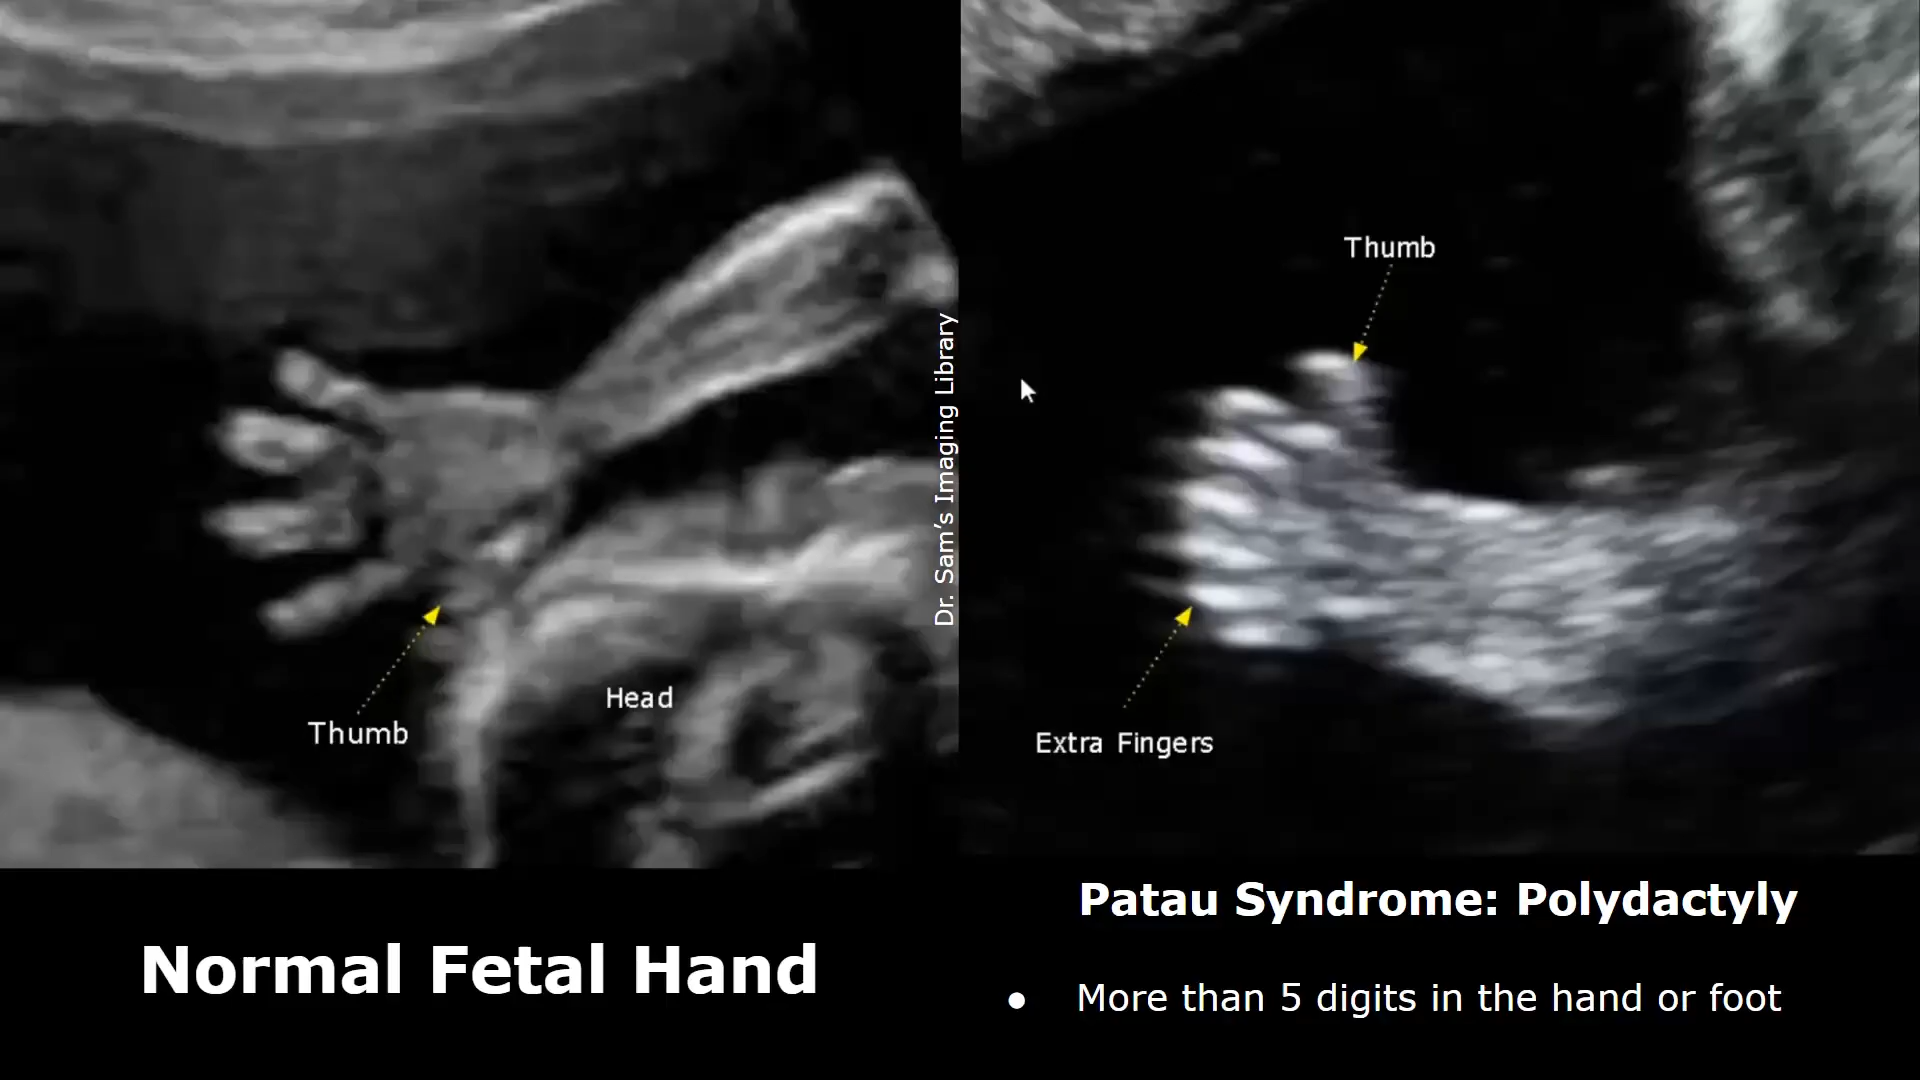 Thumb
Head
Normal Fetal Hand
Dr. Sam’s Imaging Library
Thumb
Extra Fingers
Patau Syndrome: Polydactyly
● More than 5 digits in the hand or foot